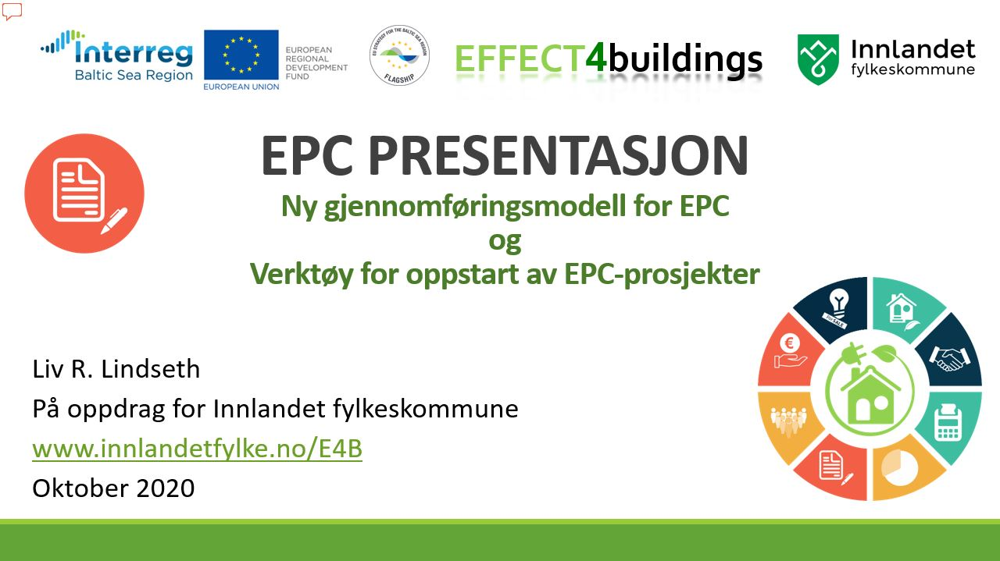 Interreg
Baltic Sea Region
EUROPEAN UNION
EUROPEAN
REGIONAL
DEVELOPMENT
FUND
EU STRATEGY FOR THE BALTIC SEA REGION
FLAGSHIP
EFFECT4buildings
Innlandet
fylkeskommune
EPC PRESENTASJON
Ny gjennomføringsmodell for EPC
og
Verktøy for oppstart av EPC-prosjekter
Liv R. Lindseth
På oppdrag for Innlandet fylkeskommune
www.innlandetfylke.no/E4B
Oktober 2020
For SALE
€